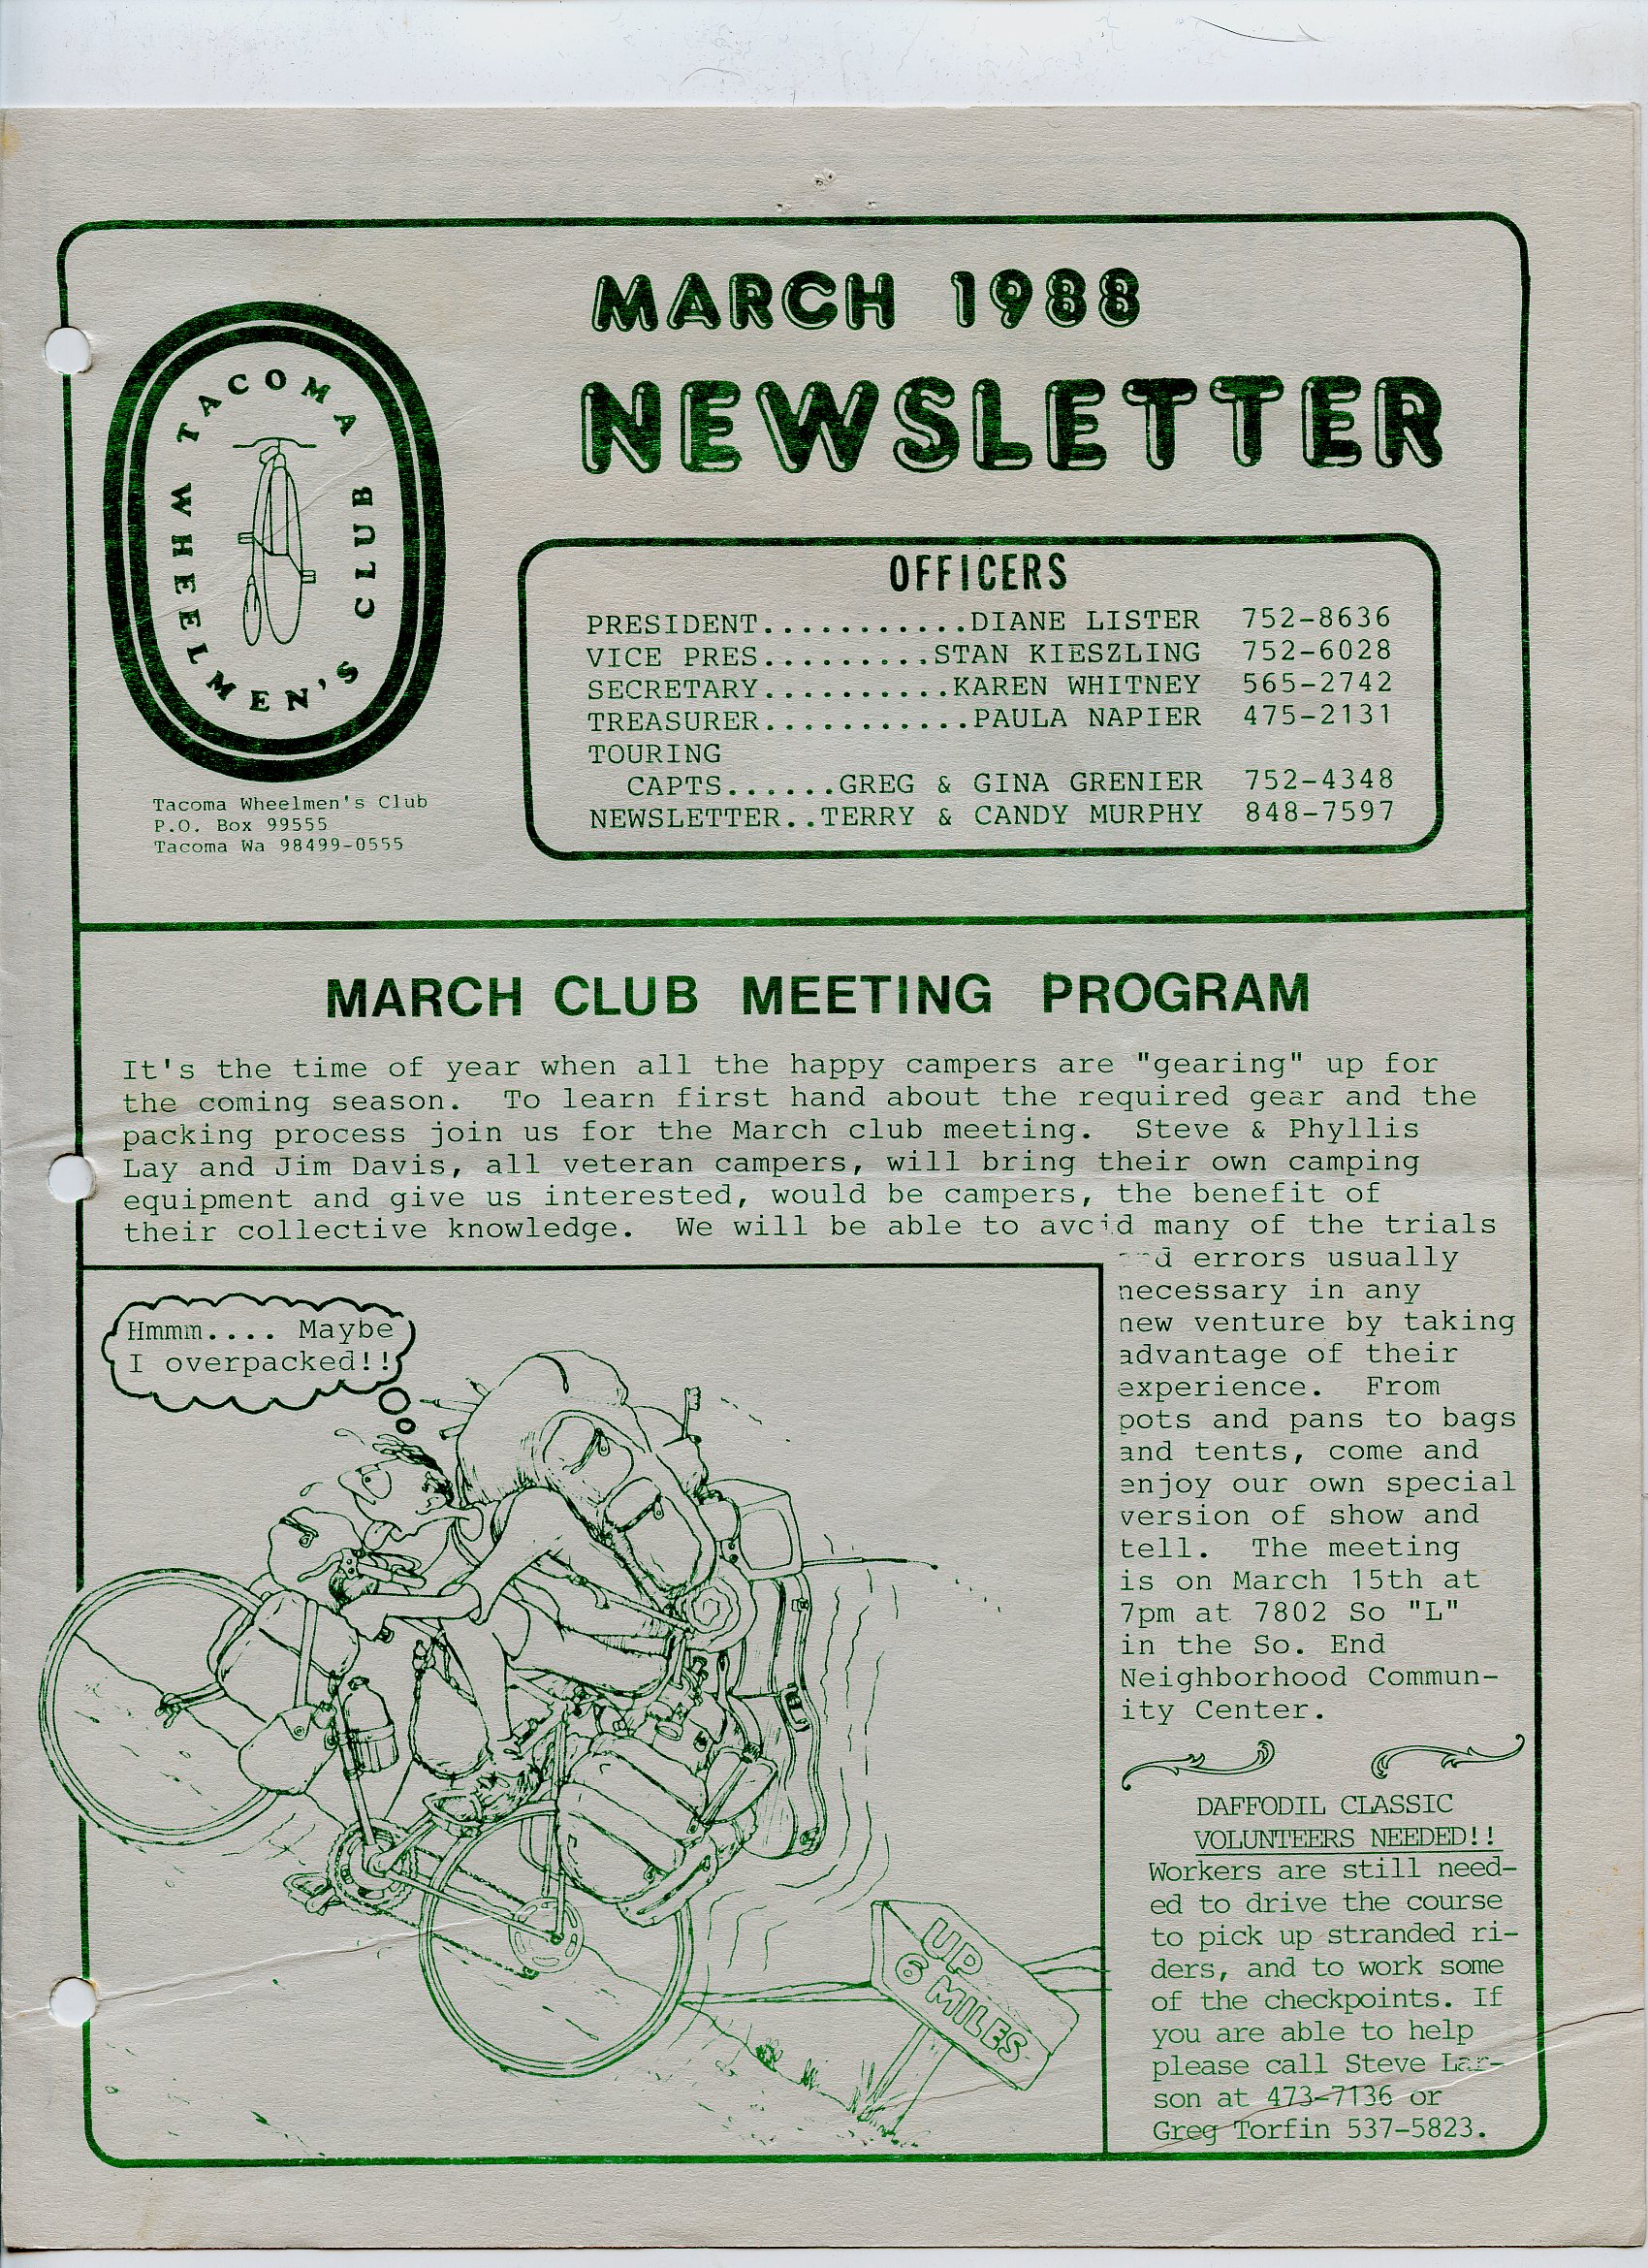 MARCH 1988
NEWSLETTER
TACOMA WHEELMEN'S CLUB
Tacoma Wheelmen's Club
P.O. Box 99555
Tacoma Wa 98499-0555
OFFICERS
PRESIDENT...........DIANE LISTER 752-8636
VICE PRES.........STAN KIESZLING 752-6028
SECRETARY..........KAREN WHITNEY 565-2742
TREASURER...........PAULA NAPIER 475-2131
TOURING
CAPTS......GREG & GINA GRENIER 752-4348
NEWSLETTER..TERRY & CANDY MURPHY 848-7597
MARCH CLUB MEETING PROGRAM
It's the time of year when all the happy campers are "gearing" up for
the coming season. To learn first hand about the required gear and the
packing process join us for the March club meeting. Steve & Phyllis
Lay and Jim Davis, all veteran campers, will bring their own camping
equipment and give us interested, would be campers, the benefit of
their collective knowledge. We will be able to avoid many of the trials
and errors usually
necessary in any
new venture by taking
advantage of their
experience. From
pots and pans to bags
and tents, come and
enjoy our own special
version of show and
tell. The meeting
is on March 15th at
7pm at 7802 So "L"
in the So. End
Neighborhood Commun-
ity Center.
Hmmm.... Maybe
I overpacked!!
UP
6 MILES
DAFFODIL CLASSIC
VOLUNTEERS NEEDED!!
Workers are still need-
ed to drive the course
to pick up stranded ri-
ders, and to work some
of the checkpoints. If
you are able to help
please call Steve Lar-
son at 473-7136 or
Greg Torfin 537-5823.